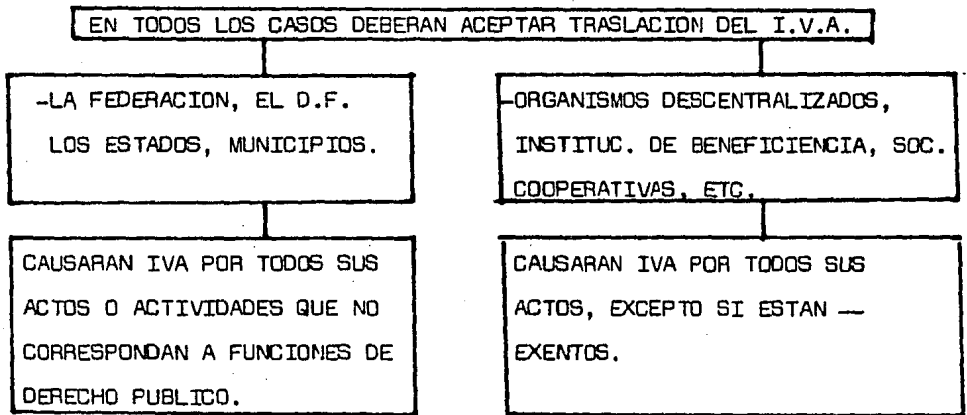 EN TODOS LOS CASOS DEBERAN ACEPTAR TRASLACION DEL I.V.A.
-LA FEDERACION, EL D.F.
LOS ESTADOS, MUNICIPIOS.
-ORGANISMOS DESCENTRALIZADOS,
INSTITUC. DE BENEFICIENCIA, SOC.
COOPERATIVAS, ETC.
CAUSARAN IVA POR TODOS SUS
ACTOS O ACTIVIDADES QUE NO
CORRESPONDAN A FUNCIONES DE
DERECHO PUBLICO.
CAUSARAN IVA POR TODOS SUS
ACTOS, EXCEPTO SI ESTAN —
EXENTOS.